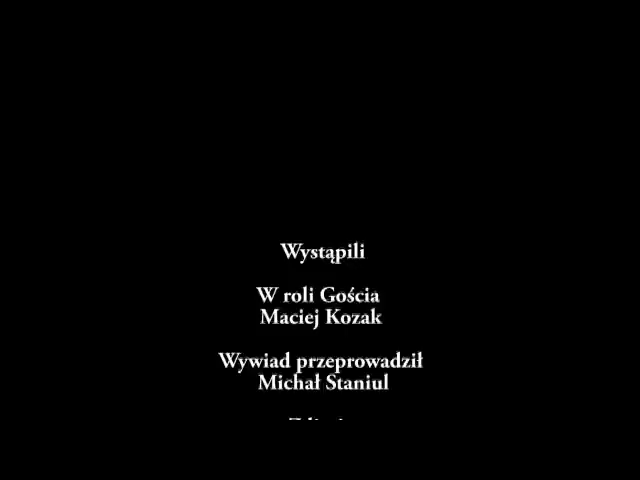 Wystąpili
W roli Gościa
Maciej Kozak
Wywiad przeprowadził
Michał Staniul